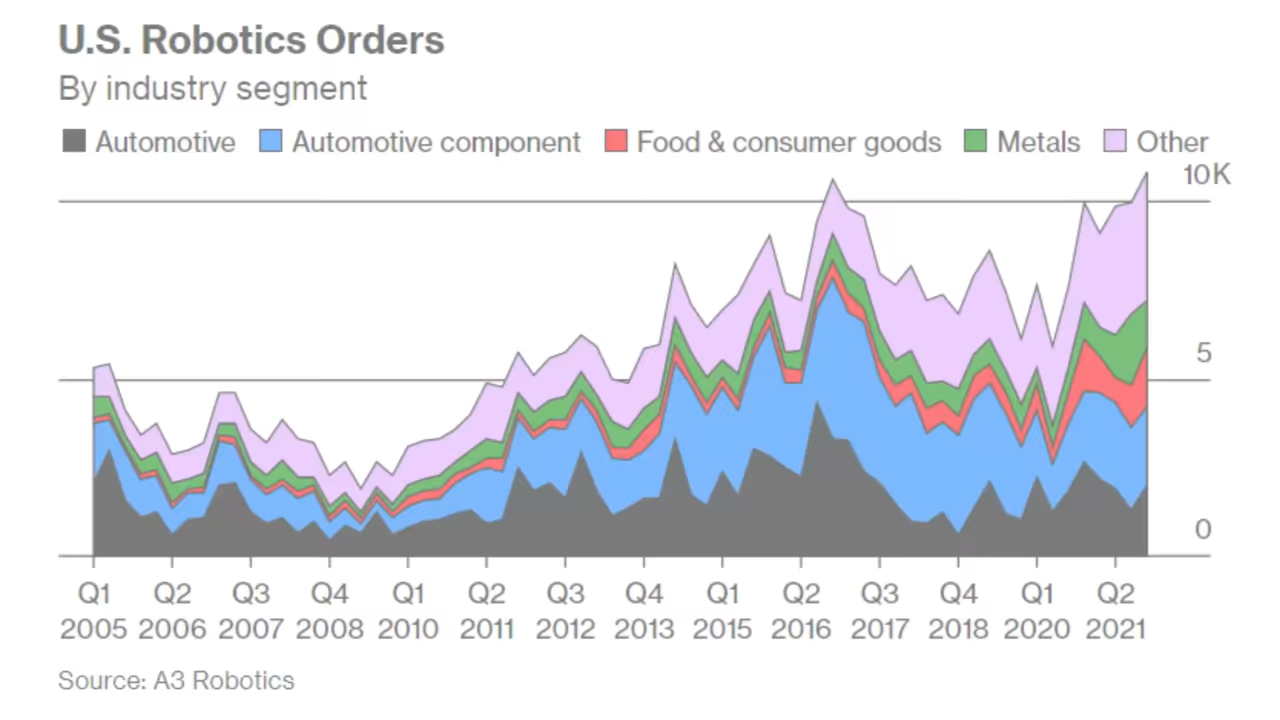 U.S. Robotics Orders
By industry segment
Automotive Automotive component Food & consumer goods Metals Other
10K
5
0
Q1 Q2 Q3 Q4 Q1 Q2 Q3 Q4 Q1 Q2 Q3 Q4 Q1 Q2
2005 2006 2007 2008 2010 2011 2012 2013 2015 2016 2017 2018 2020 2021
Source: A3 Robotics